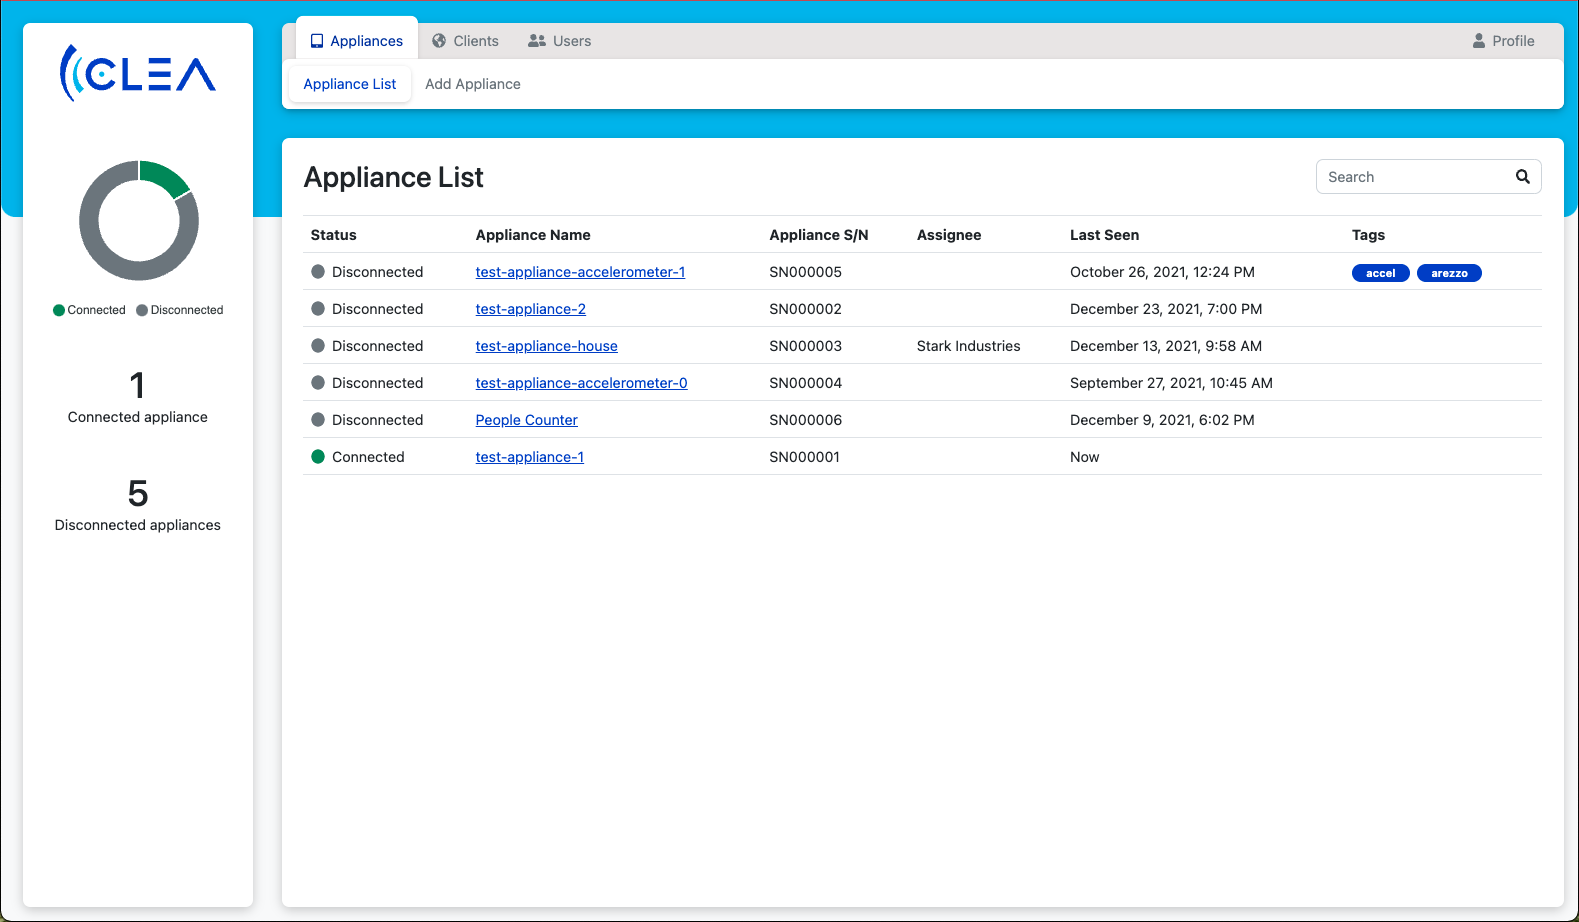 CLEA
Connected Disconnected
1
Connected appliance
5
Disconnected appliances
Appliances Clients Users Profile
Appliance List Add Appliance
Appliance List
Search
Status Appliance Name Appliance S/N Assignee Last Seen Tags
Disconnected test-appliance-accelerometer-1 SN000005 October 26, 2021, 12:24 PM accel arezzo
Disconnected test-appliance-2 SN000002 December 23, 2021, 7:00 PM
Disconnected test-appliance-house SN000003 Stark Industries December 13, 2021, 9:58 AM
Disconnected test-appliance-accelerometer-0 SN000004 September 27, 2021, 10:45 AM
Disconnected People Counter SN000006 December 9, 2021, 6:02 PM
Connected test-appliance-1 SN000001 Now